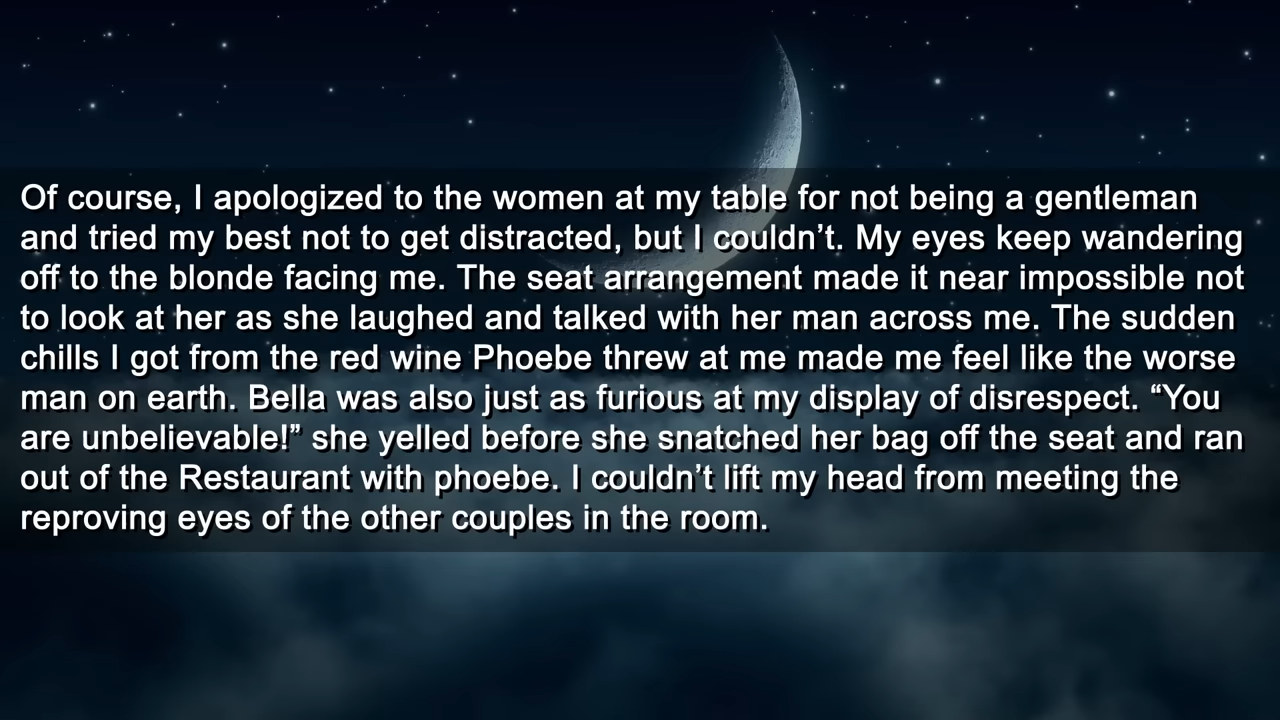 Of course, I apologized to the women at my table for not being a gentleman
and tried my best not to get distracted, but I couldn’t. My eyes keep wandering
off to the blonde facing me. The seat arrangement made it near impossible not
to look at her as she laughed and talked with her man across me. The sudden
chills I got from the red wine Phoebe threw at me made me feel like the worse
man on earth. Bella was also just as furious at my display of disrespect. “You
are unbelievable!” she yelled before she snatched her bag off the seat and ran
out of the Restaurant with phoebe. I couldn’t lift my head from meeting the
reproving eyes of the other couples in the room.